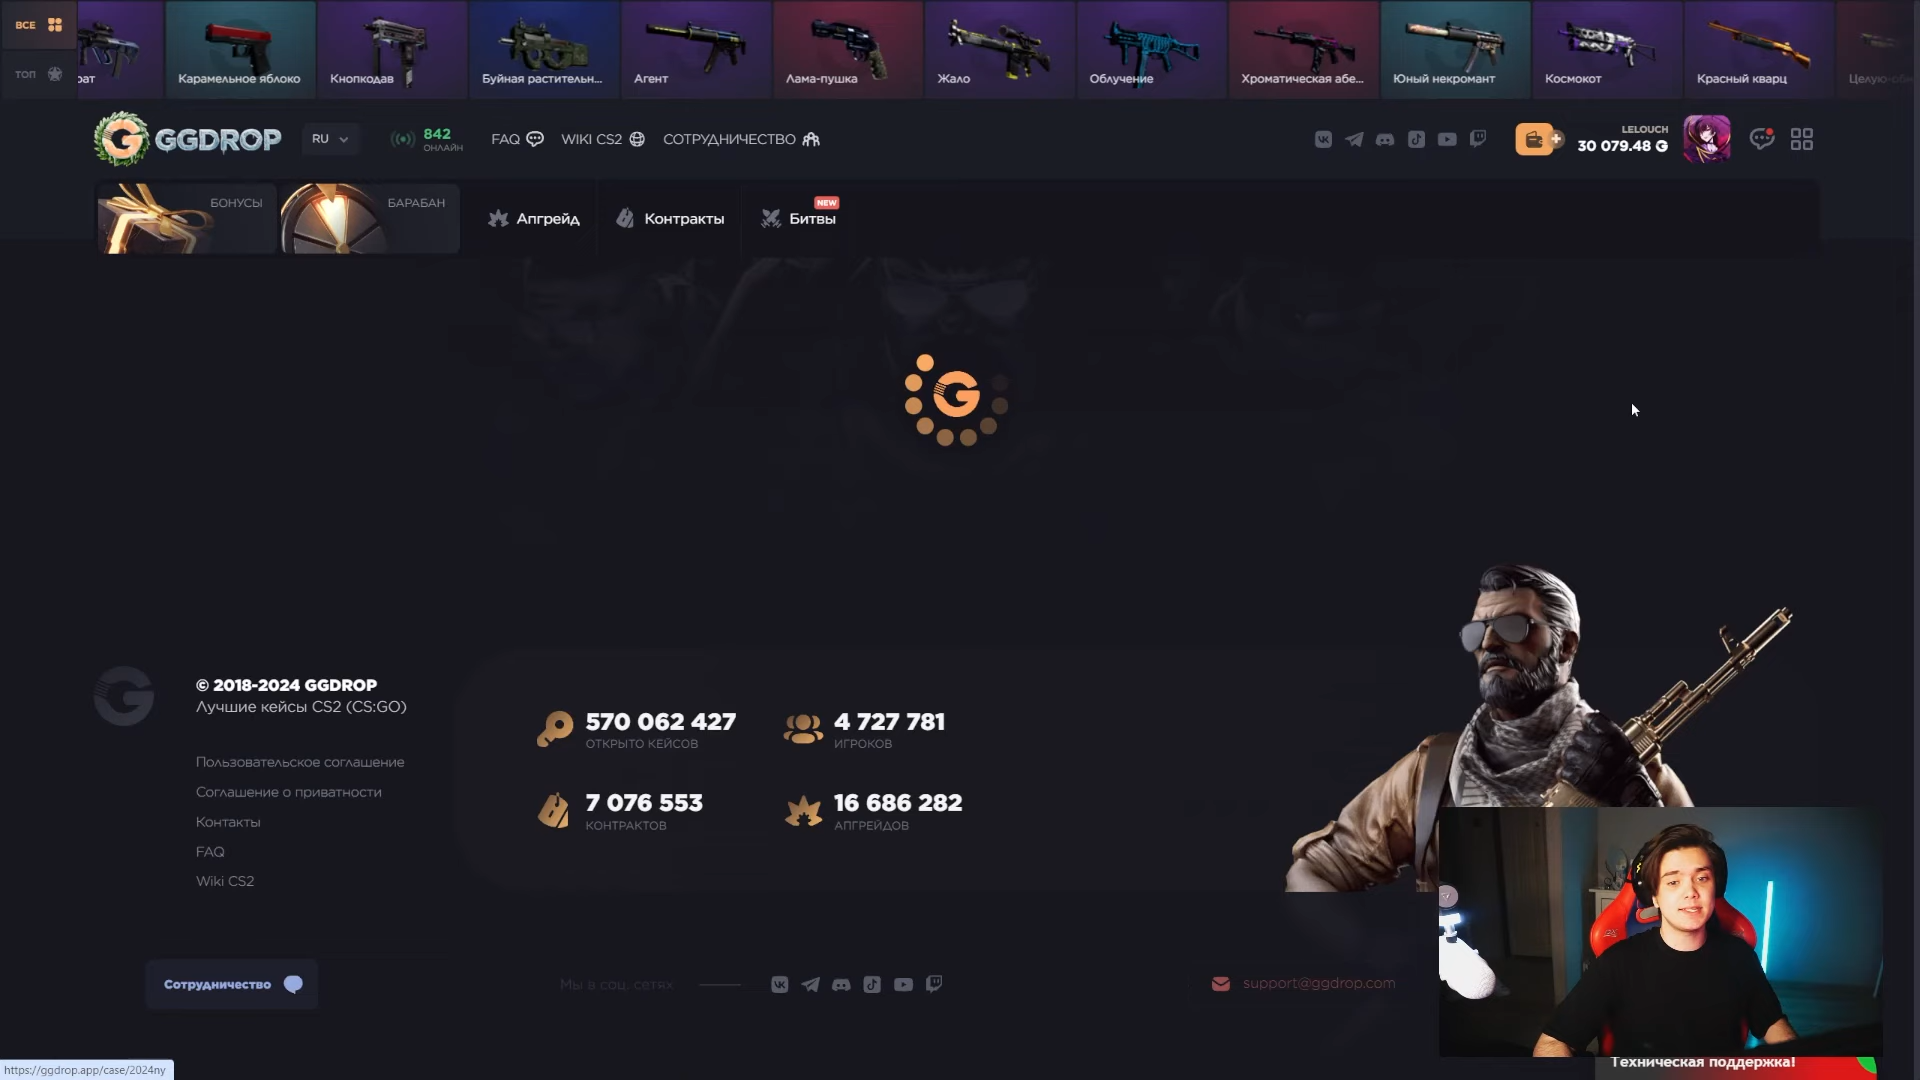 ВСЕ
ТОП
рат
Карамельное яблоко
Кнопкодав
Буйная растительн...
Агент
Лама-пушка
Жало
Облучение
Хроматическая абе...
Юный некромант
Космокот
Красный кварц
GGDROP
RU
842
ОНЛАЙН
FAQ
WIKI CS2
СОТРУДНИЧЕСТВО
LELOUCH
30 079.48 G
БОНУСЫ
БАРАБАН
Апгрейд
Контракты
NEW
Битвы
© 2018-2024 GGDROP
Лучшие кейсы CS2 (CS:GO)
Пользовательское соглашение
Соглашение о приватности
Контакты
FAQ
Wiki CS2
570 062 427
ОТКРЫТО КЕЙСОВ
4 727 781
ИГРОКОВ
7 076 553
КОНТРАКТОВ
16 686 282
АПГРЕЙДОВ
Сотрудничество
Мы в соц. сетях
support@ggdrop.com
Техническая поддержка!
https://ggdrop.app/case/2024ny